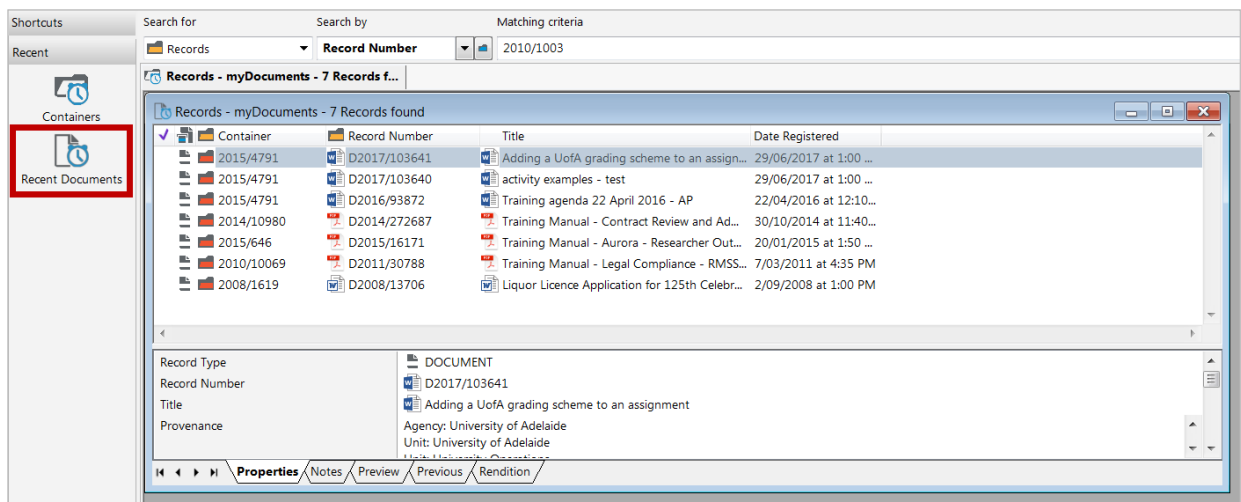 Shortcuts
Search for Search by Matching criteria
Recent
Records Record Number 2010/1003
Records - myDocuments - 7 Records f...
Containers
Recent Documents
Records - myDocuments - 7 Records found
Container Record Number Title Date Registered
2015/4791 D2017/103641 Adding a UofA grading scheme to an assign... 29/06/2017 at 1:00 ...
2015/4791 D2017/103640 activity examples - test 29/06/2017 at 1:00 ...
2015/4791 D2016/93872 Training agenda 22 April 2016 - AP 22/04/2016 at 12:10...
2014/10980 D2014/272687 Training Manual - Contract Review and Ad... 30/10/2014 at 11:40...
2015/646 D2015/16171 Training Manual - Aurora - Researcher Out... 20/01/2015 at 1:50 ...
2010/10069 D2011/30788 Training Manual - Legal Compliance - RMSS... 7/03/2011 at 4:35 PM
2008/1619 D2008/13706 Liquor Licence Application for 125th Celebr... 2/09/2008 at 1:00 PM
Record Type DOCUMENT
Record Number D2017/103641
Title Adding a UofA grading scheme to an assignment
Provenance Agency: University of Adelaide
Unit: University of Adelaide
Properties Notes Preview Previous Rendition